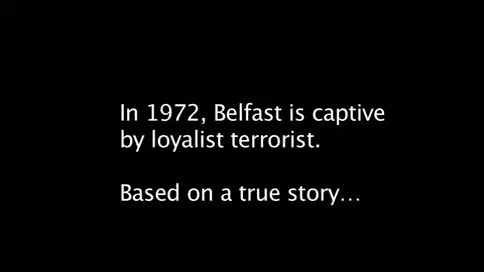 In 1972, Belfast is captive
by loyalist terrorist.
Based on a true story…